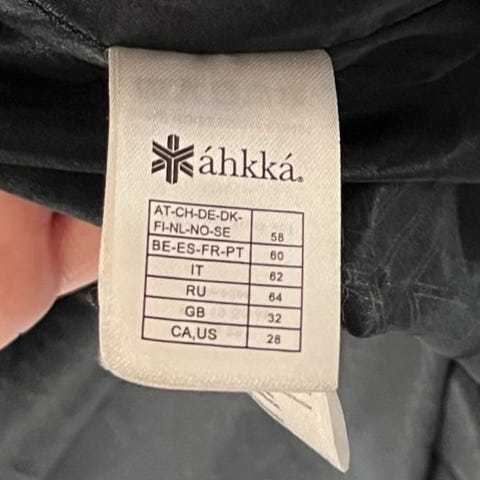 áhkká®
AT-CH-DE-DK-
FI-NL-NO-SE 58
BE-ES-FR-PT 60
IT 62
RU 64
GB 32
CA,US 28